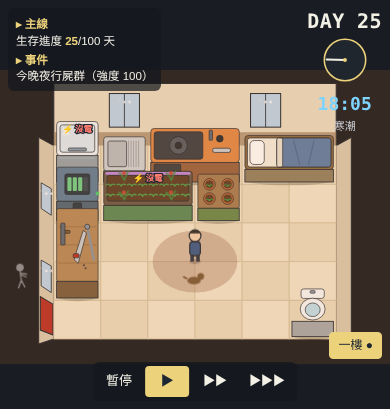 ▸ 主線
生存進度 25/100 天
▸ 事件
今晚夜行屍群（強度 100）
DAY 25
18:05
寒潮
⚡沒電
⚡沒電
一樓 ●
暫停